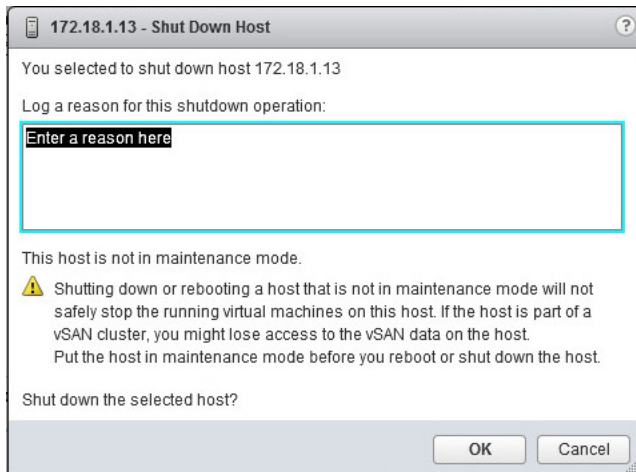 172.18.1.13 - Shut Down Host
?
You selected to shut down host 172.18.1.13
Log a reason for this shutdown operation:
Enter a reason here
This host is not in maintenance mode.
Shutting down or rebooting a host that is not in maintenance mode will not
safely stop the running virtual machines on this host. If the host is part of a
vSAN cluster, you might lose access to the vSAN data on the host.
Put the host in maintenance mode before you reboot or shut down the host.
Shut down the selected host?
OK
Cancel